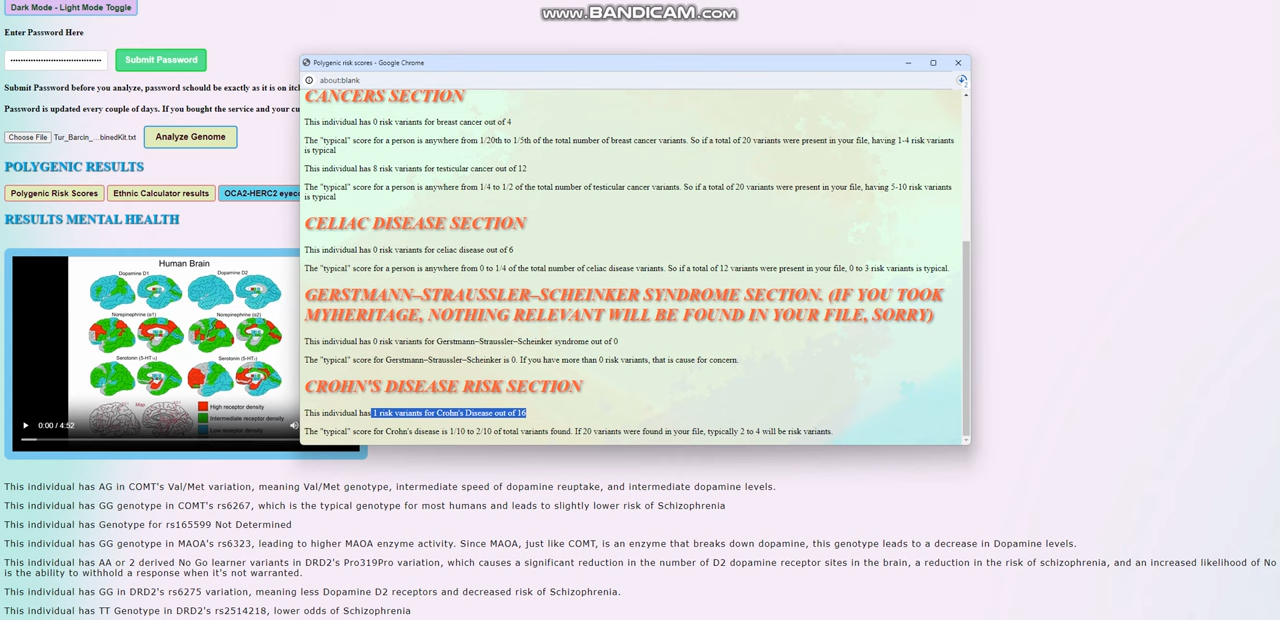 Dark Mode - Light Mode Toggle
www.BANDICAM.com
Enter Password Here
Submit Password
Submit Password before you analyze, password schould be exactly as it is on itch
Password is updated every couple of days. If you bought the service and your cu
Choose File Tur_Barcin_...binedKit.txt
Analyze Genome
POLYGENIC RESULTS
Polygenic Risk Scores
Ethnic Calculator results
OCA2-HERC2 eyeco
RESULTS MENTAL HEALTH
Human Brain
Dopamine D1
Dopamine D2
Norepinephrine (α1)
Norepinephrine (α2)
Map
High receptor density
Intermediate receptor density
Low receptor density
0:00 / 4:52
Polygenic risk scores - Google Chrome
about:blank
CANCERS SECTION
This individual has 0 risk variants for breast cancer out of 4
The "typical" score for a person is anywhere from 1/20th to 1/5th of the total number of breast cancer variants. So if a total of 20 variants were present in your file, having 1-4 risk variants
is typical
This individual has 8 risk variants for testicular cancer out of 12
The "typical" score for a person is anywhere from 1/4 to 1/2 of the total number of testicular cancer variants. So if a total of 20 variants were present in your file, having 5-10 risk variants
is typical
CELIAC DISEASE SECTION
This individual has 0 risk variants for celiac disease out of 6
The "typical" score for a person is anywhere from 0 to 1/4 of the total number of celiac disease variants. So if a total of 12 variants were present in your file, 0 to 3 risk variants is typical.
GERSTMANN–STRAUSSLER–SCHEINKER SYNDROME SECTION. (IF YOU TOOK
MYHERITAGE, NOTHING RELEVANT WILL BE FOUND IN YOUR FILE, SORRY)
This individual has 0 risk variants for Gerstmann–Straussler–Scheinker syndrome out of 0
The "typical" score for Gerstmann–Straussler–Scheinker is 0. If you have more than 0 risk variants, that is cause for concern.
CROHN'S DISEASE RISK SECTION
This individual has 1 risk variants for Crohn's Disease out of 16
The "typical" score for Crohn's disease is 1/10 to 2/10 of total variants found. If 20 variants were found in your file, typically 2 to 4 will be risk variants.
This individual has AG in COMT's Val/Met variation, meaning Val/Met genotype, intermediate speed of dopamine reuptake, and intermediate dopamine levels.
This individual has GG genotype in COMT's rs6267, which is the typical genotype for most humans and leads to slightly lower risk of Schizophrenia
This individual has Genotype for rs165599 Not Determined
This individual has GG genotype in MAOA's rs6323, leading to higher MAOA enzyme activity. Since MAOA, just like COMT, is an enzyme that breaks down dopamine, this genotype leads to a decrease in Dopamine levels.
This individual has AA or 2 derived No Go learner variants in DRD2's Pro319Pro variation, which causes a significant reduction in the number of D2 dopamine receptor sites in the brain, a reduction in the risk of schizophrenia, and an increased likelihood of No
is the ability to withhold a response when it's not warranted.
This individual has GG in DRD2's rs6275 variation, meaning less Dopamine D2 receptors and decreased risk of Schizophrenia.
This individual has TT Genotype in DRD2's rs2514218, lower odds of Schizophrenia